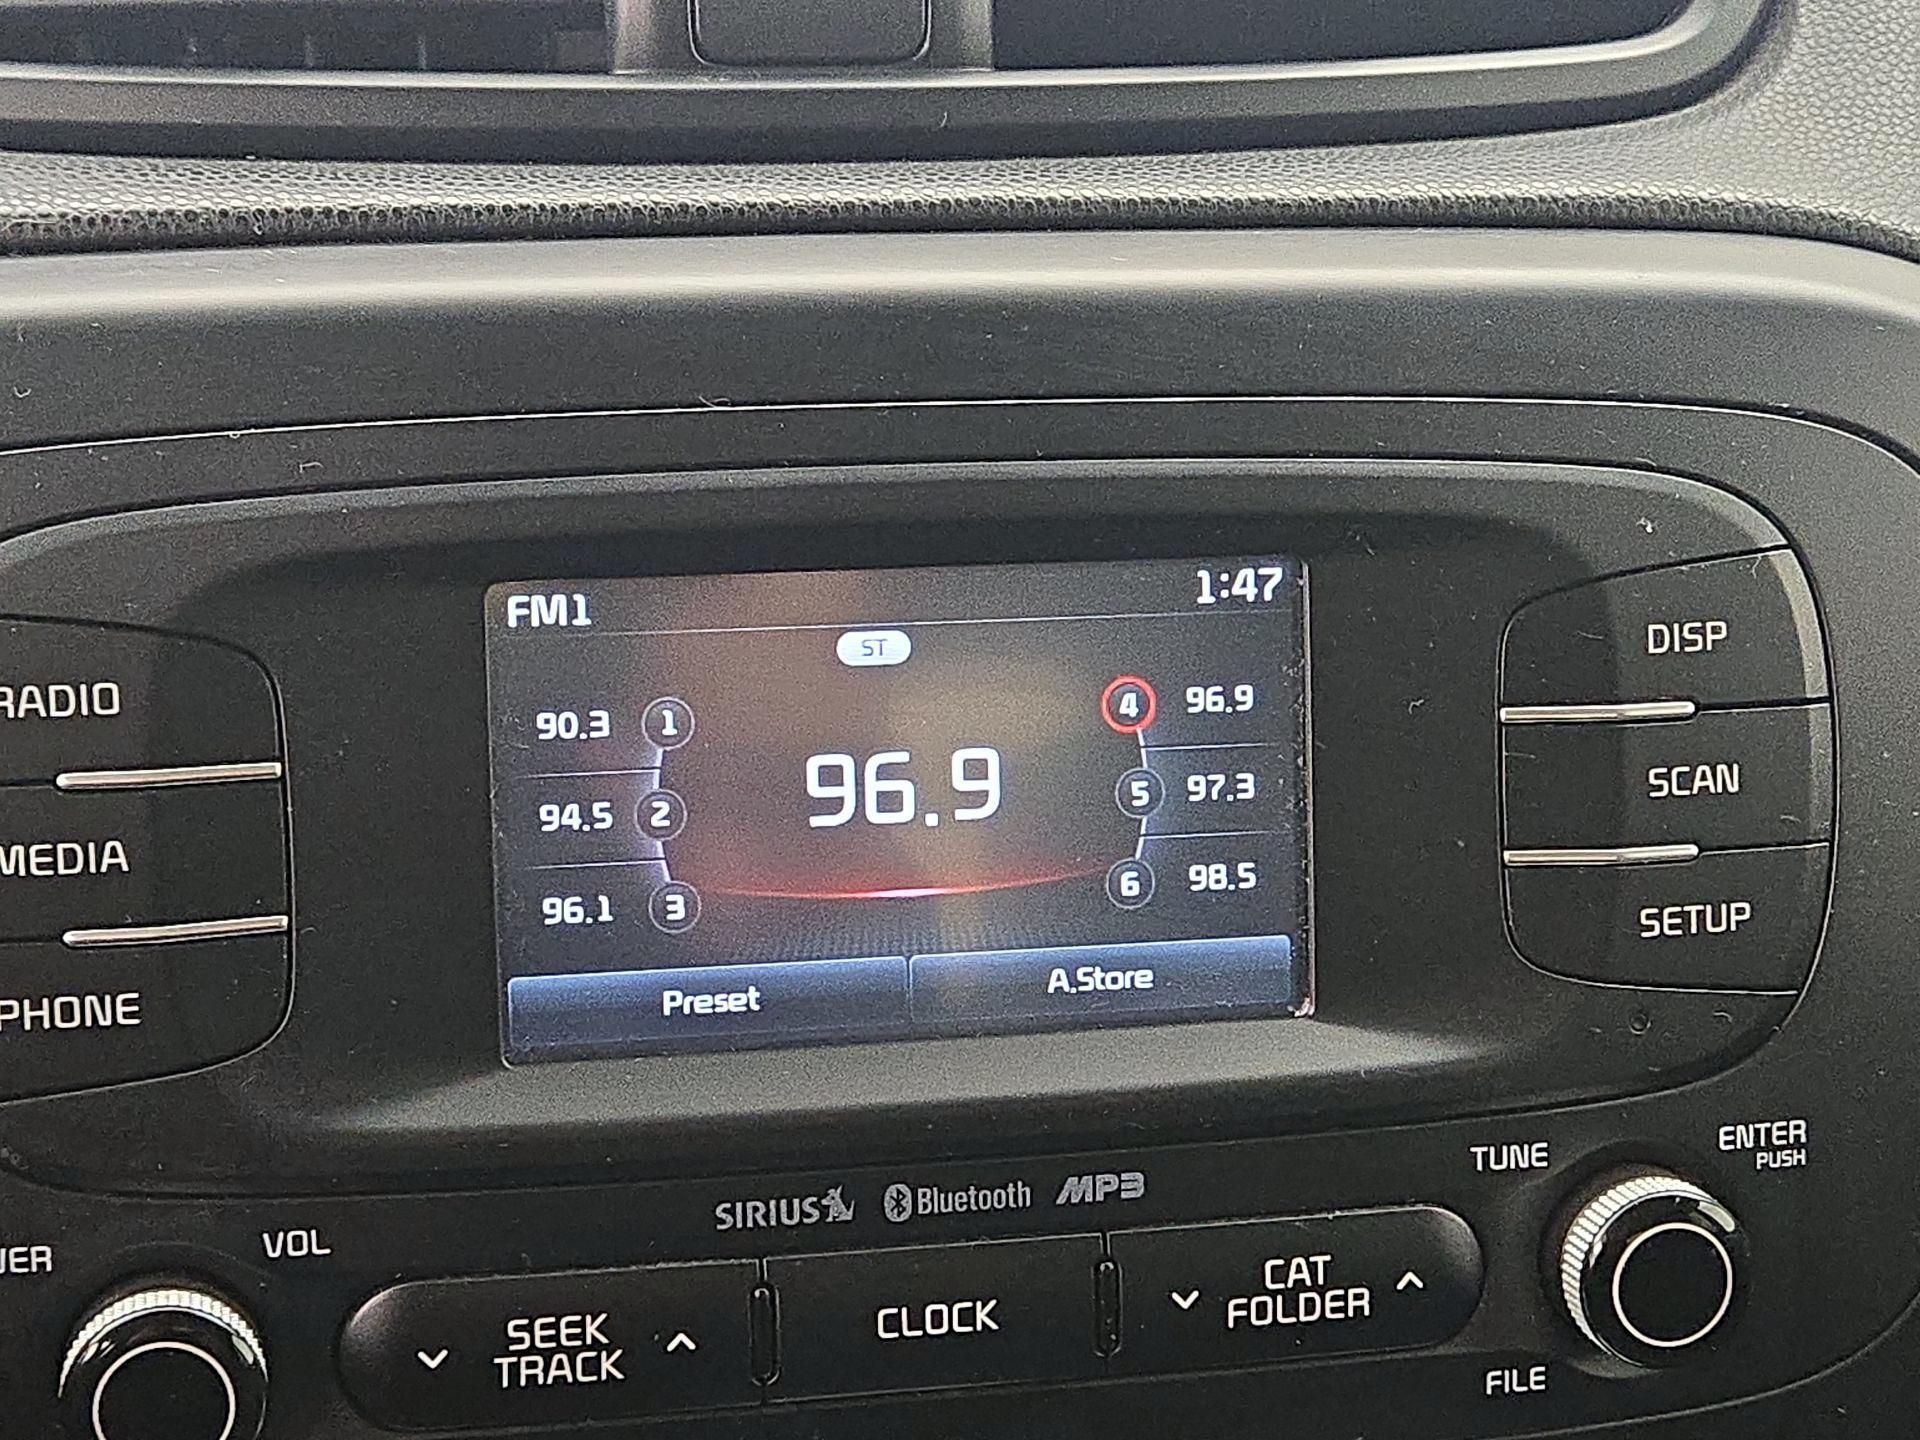 FM1
1:47
ST
90.3 1
94.5 2
96.1 3
96.9
4 96.9
5 97.3
6 98.5
Preset
A.Store
RADIO
MEDIA
PHONE
DISP
SCAN
SETUP
SIRIUS
Bluetooth
MP3
VOL
SEEK
TRACK
CLOCK
CAT
FOLDER
TUNE
ENTER
PUSH
FILE